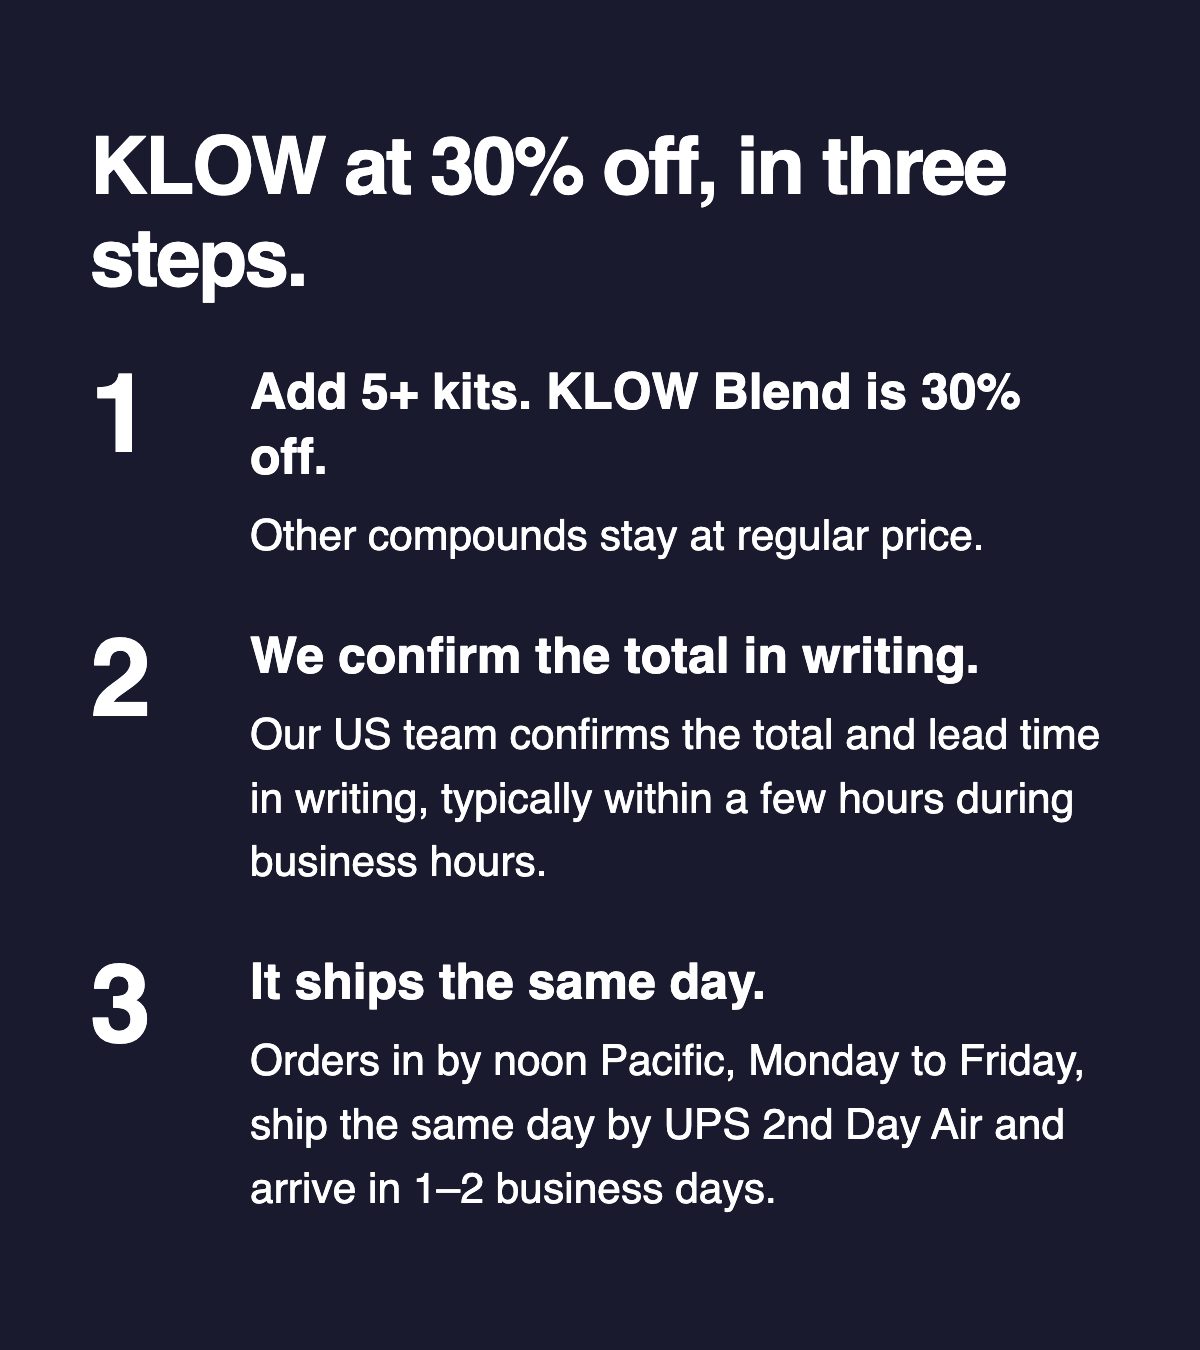 KLOW at 30% off, in three
steps.
1
Add 5+ kits. KLOW Blend is 30%
off.
Other compounds stay at regular price.
2
We confirm the total in writing.
Our US team confirms the total and lead time
in writing, typically within a few hours during
business hours.
3
It ships the same day.
Orders in by noon Pacific, Monday to Friday,
ship the same day by UPS 2nd Day Air and
arrive in 1–2 business days.